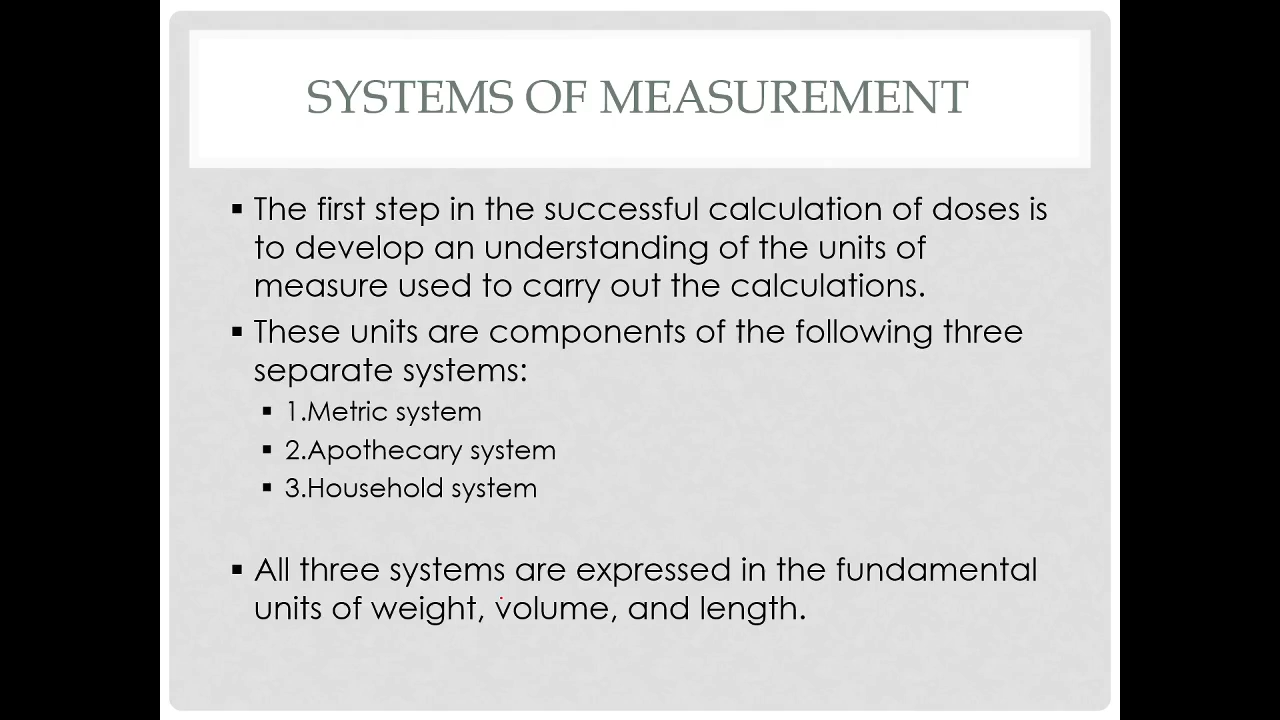 SYSTEMS OF MEASUREMENT
▪ The first step in the successful calculation of doses is
to develop an understanding of the units of
measure used to carry out the calculations.
▪ These units are components of the following three
separate systems:
▪ 1.Metric system
▪ 2.Apothecary system
▪ 3.Household system
▪ All three systems are expressed in the fundamental
units of weight, volume, and length.